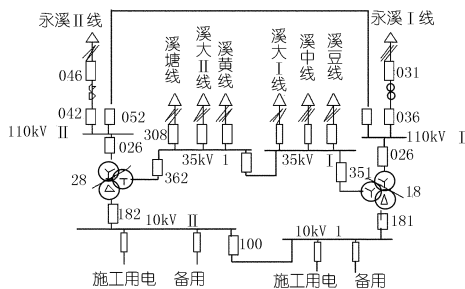 永溪Ⅱ线
永溪Ⅰ线
溪塘线
溪大Ⅱ线
溪黄线
溪大Ⅰ线
溪中线
溪豆线
046
031
042
052
036
110kV Ⅱ
308
110kV Ⅰ
026
35kV 1
35kV Ⅰ
026
28
362
351
18
182
10kV Ⅱ
10kV 1
181
100
施工用电
备用
施工用电
备用